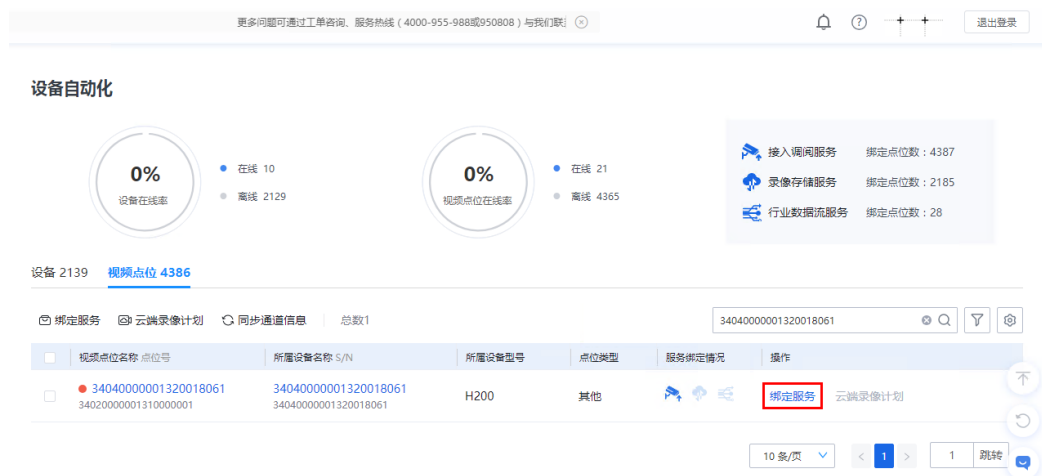 更多问题可通过工单咨询、服务热线（4000-955-988或950808）与我们联
退出登录
设备自动化
0%
设备在线率
在线 10
离线 2129
0%
视频点位在线率
在线 21
离线 4365
接入调阅服务 绑定点位数：4387
录像存储服务 绑定点位数：2185
行业数据流服务 绑定点位数：28
设备 2139 视频点位 4386
绑定服务 云端录像计划 同步通道信息 总数1 34040000001320018061
视频点位名称 点位号 所属设备名称 S/N 所属设备型号 点位类型 服务绑定情况 操作
34040000001320018061 34040000001320018061 H200 其他 绑定服务 云端录像计划
34020000001310000001 34040000001320018061
10 条/页 < 1 > 1 跳转